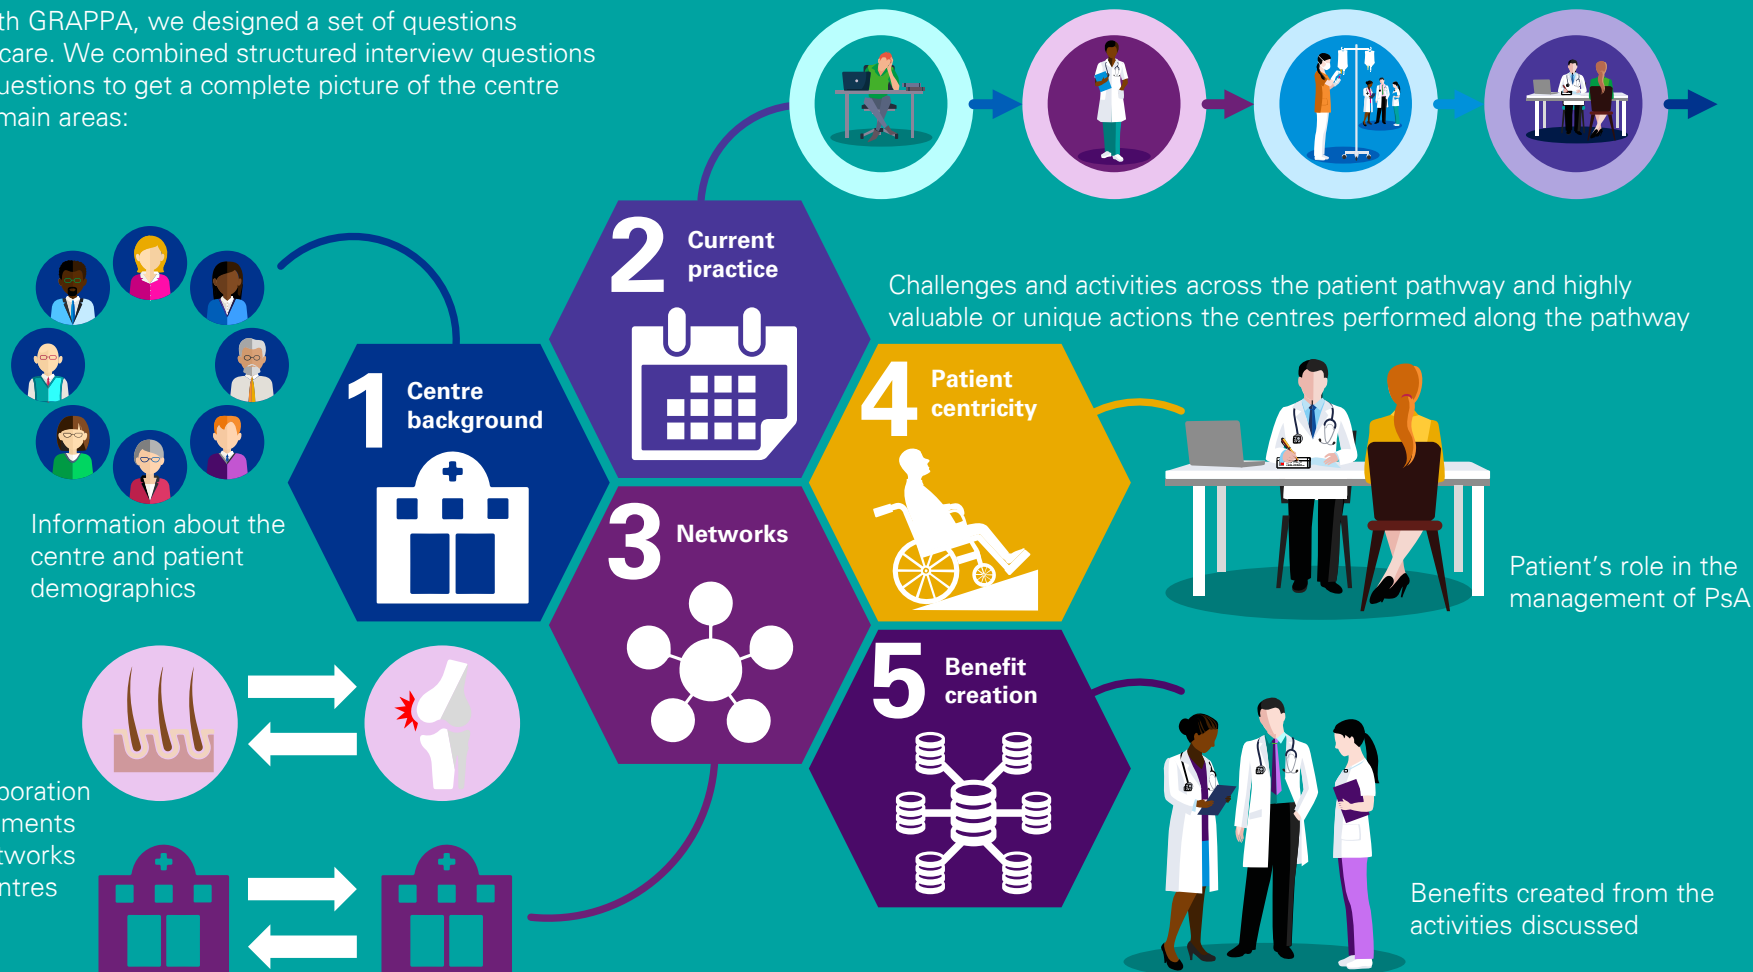 th GRAPPA, we designed a set of questions
care. We combined structured interview questions
uestions to get a complete picture of the centre
main areas:
2 Current
practice
Challenges and activities across the patient pathway and highly
valuable or unique actions the centres performed along the pathway
1 Centre
background
Information about the
centre and patient
demographics
4 Patient
centricity
Patient's role in the
management of PsA
3 Networks
poration
ments
tworks
ntres
5 Benefit
creation
Benefits created from the
activities discussed